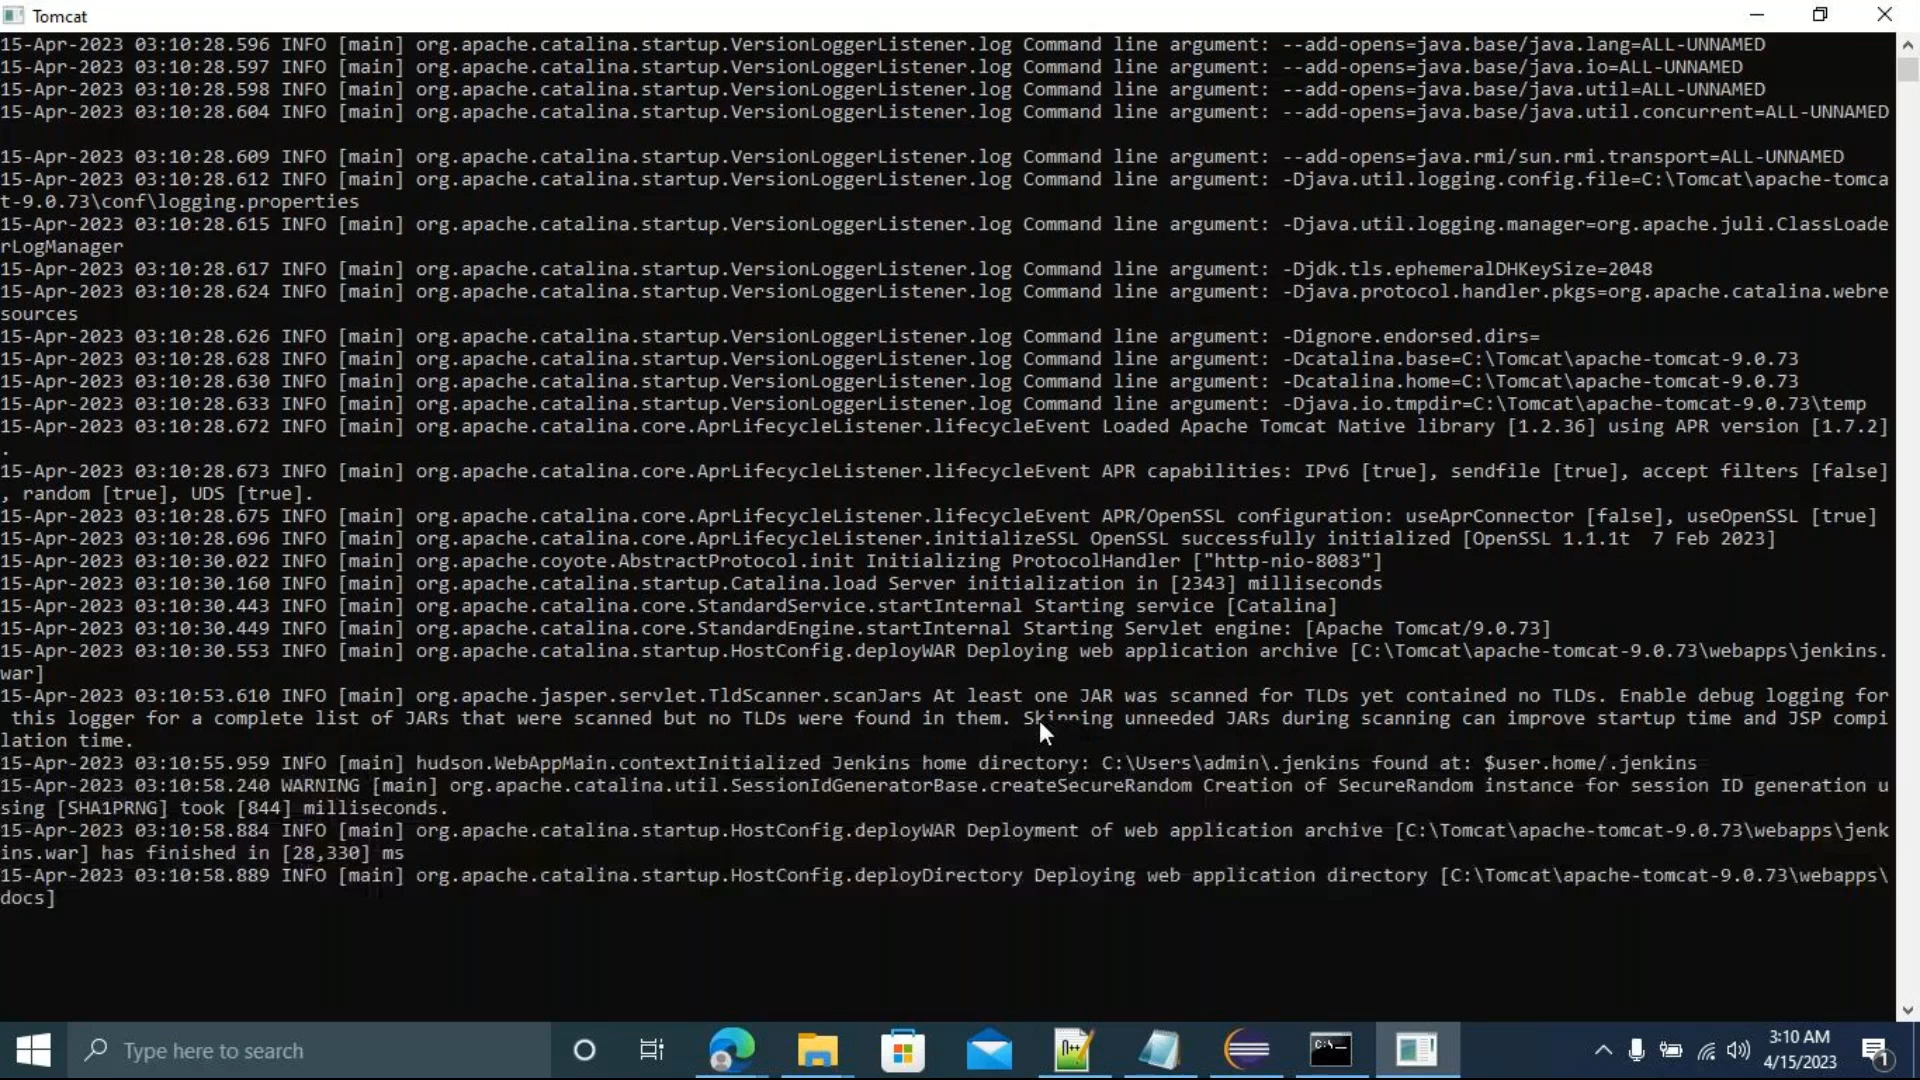 Tomcat
15-Apr-2023 03:10:28.596 INFO [main] org.apache.catalina.startup.VersionLoggerListener.log Command line argument: --add-opens=java.base/java.lang=ALL-UNNAMED
15-Apr-2023 03:10:28.597 INFO [main] org.apache.catalina.startup.VersionLoggerListener.log Command line argument: --add-opens=java.base/java.io=ALL-UNNAMED
15-Apr-2023 03:10:28.598 INFO [main] org.apache.catalina.startup.VersionLoggerListener.log Command line argument: --add-opens=java.base/java.util=ALL-UNNAMED
15-Apr-2023 03:10:28.604 INFO [main] org.apache.catalina.startup.VersionLoggerListener.log Command line argument: --add-opens=java.base/java.util.concurrent=ALL-UNNAMED
15-Apr-2023 03:10:28.609 INFO [main] org.apache.catalina.startup.VersionLoggerListener.log Command line argument: --add-opens=java.rmi/sun.rmi.transport=ALL-UNNAMED
15-Apr-2023 03:10:28.612 INFO [main] org.apache.catalina.startup.VersionLoggerListener.log Command line argument: -Djava.util.logging.config.file=C:\Tomcat\apache-tomca
t-9.0.73\conf\logging.properties
15-Apr-2023 03:10:28.615 INFO [main] org.apache.catalina.startup.VersionLoggerListener.log Command line argument: -Djava.util.logging.manager=org.apache.juli.ClassLoade
rLogManager
15-Apr-2023 03:10:28.617 INFO [main] org.apache.catalina.startup.VersionLoggerListener.log Command line argument: -Djdk.tls.ephemeralDHKeySize=2048
15-Apr-2023 03:10:28.624 INFO [main] org.apache.catalina.startup.VersionLoggerListener.log Command line argument: -Djava.protocol.handler.pkgs=org.apache.catalina.webre
sources
15-Apr-2023 03:10:28.626 INFO [main] org.apache.catalina.startup.VersionLoggerListener.log Command line argument: -Dignore.endorsed.dirs=
15-Apr-2023 03:10:28.628 INFO [main] org.apache.catalina.startup.VersionLoggerListener.log Command line argument: -Dcatalina.base=C:\Tomcat\apache-tomcat-9.0.73
15-Apr-2023 03:10:28.630 INFO [main] org.apache.catalina.startup.VersionLoggerListener.log Command line argument: -Dcatalina.home=C:\Tomcat\apache-tomcat-9.0.73
15-Apr-2023 03:10:28.633 INFO [main] org.apache.catalina.startup.VersionLoggerListener.log Command line argument: -Djava.io.tmpdir=C:\Tomcat\apache-tomcat-9.0.73\temp
15-Apr-2023 03:10:28.672 INFO [main] org.apache.catalina.core.AprLifecycleListener.lifecycleEvent Loaded Apache Tomcat Native library [1.2.36] using APR version [1.7.2]
.
15-Apr-2023 03:10:28.673 INFO [main] org.apache.catalina.core.AprLifecycleListener.lifecycleEvent APR capabilities: IPv6 [true], sendfile [true], accept filters [false]
, random [true], UDS [true].
15-Apr-2023 03:10:28.675 INFO [main] org.apache.catalina.core.AprLifecycleListener.lifecycleEvent APR/OpenSSL configuration: useAprConnector [false], useOpenSSL [true]
15-Apr-2023 03:10:28.696 INFO [main] org.apache.catalina.core.AprLifecycleListener.initializeSSL OpenSSL successfully initialized [OpenSSL 1.1.1t  7 Feb 2023]
15-Apr-2023 03:10:30.022 INFO [main] org.apache.coyote.AbstractProtocol.init Initializing ProtocolHandler ["http-nio-8083"]
15-Apr-2023 03:10:30.160 INFO [main] org.apache.catalina.startup.Catalina.load Server initialization in [2343] milliseconds
15-Apr-2023 03:10:30.443 INFO [main] org.apache.catalina.core.StandardService.startInternal Starting service [Catalina]
15-Apr-2023 03:10:30.449 INFO [main] org.apache.catalina.core.StandardEngine.startInternal Starting Servlet engine: [Apache Tomcat/9.0.73]
15-Apr-2023 03:10:30.553 INFO [main] org.apache.catalina.startup.HostConfig.deployWAR Deploying web application archive [C:\Tomcat\apache-tomcat-9.0.73\webapps\jenkins.
war]
15-Apr-2023 03:10:53.610 INFO [main] org.apache.jasper.servlet.TldScanner.scanJars At least one JAR was scanned for TLDs yet contained no TLDs. Enable debug logging for
this logger for a complete list of JARs that were scanned but no TLDs were found in them. Skipping unneeded JARs during scanning can improve startup time and JSP compi
lation time.
15-Apr-2023 03:10:55.959 INFO [main] hudson.WebAppMain.contextInitialized Jenkins home directory: C:\Users\admin\.jenkins found at: $user.home/.jenkins
15-Apr-2023 03:10:58.240 WARNING [main] org.apache.catalina.util.SessionIdGeneratorBase.createSecureRandom Creation of SecureRandom instance for session ID generation u
sing [SHA1PRNG] took [844] milliseconds.
15-Apr-2023 03:10:58.884 INFO [main] org.apache.catalina.startup.HostConfig.deployWAR Deployment of web application archive [C:\Tomcat\apache-tomcat-9.0.73\webapps\jenk
ins.war] has finished in [28,330] ms
15-Apr-2023 03:10:58.889 INFO [main] org.apache.catalina.startup.HostConfig.deployDirectory Deploying web application directory [C:\Tomcat\apache-tomcat-9.0.73\webapps\
docs]
Type here to search
3:10 AM
4/15/2023
1